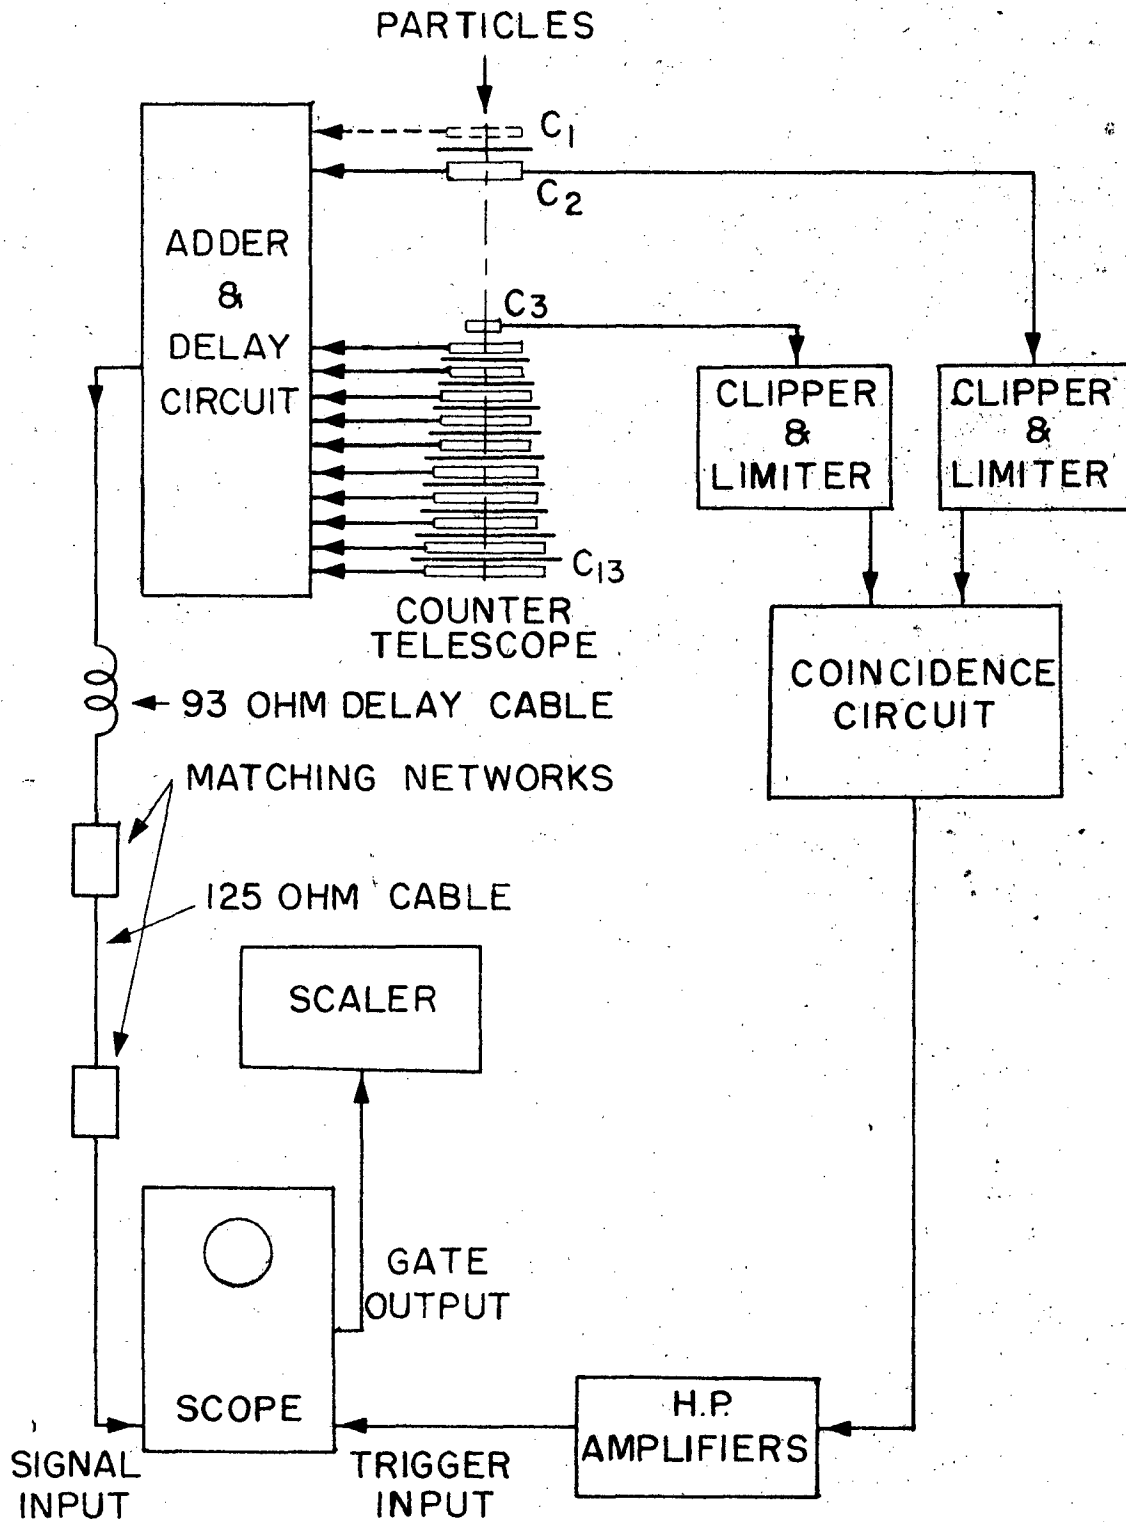 PARTICLES
C1
C2
ADDER
&
DELAY
CIRCUIT
C3
CLIPPER
&
LIMITER
CLIPPER
&
LIMITER
C13
COUNTER
TELESCOPE
COINCIDENCE
CIRCUIT
93 OHM DELAY CABLE
MATCHING NETWORKS
125 OHM CABLE
SCALER
GATE
OUTPUT
SCOPE
H.P.
AMPLIFIERS
SIGNAL
INPUT
TRIGGER
INPUT